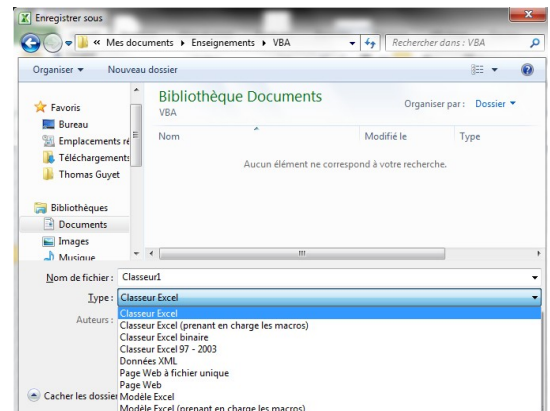 Enregistrer sous
« Mes documents ▸ Enseignements ▸ VBA
Rechercher dans : VBA
Organiser
Nouveau dossier
Favoris
Bureau
Emplacements ré
Téléchargements
Thomas Guyet
Bibliothèques
Documents
Images
Musique
Bibliothèque Documents
VBA
Organiser par : Dossier
Nom Modifié le Type
Aucun élément ne correspond à votre recherche.
Nom de fichier : Classeur1
Type : Classeur Excel
Auteurs :
Classeur Excel
Classeur Excel (prenant en charge les macros)
Classeur Excel binaire
Classeur Excel 97 - 2003
Données XML
Page Web à fichier unique
Page Web
Modèle Excel
Modèle Excel (prenant en charge les macros)
Cacher les dossie